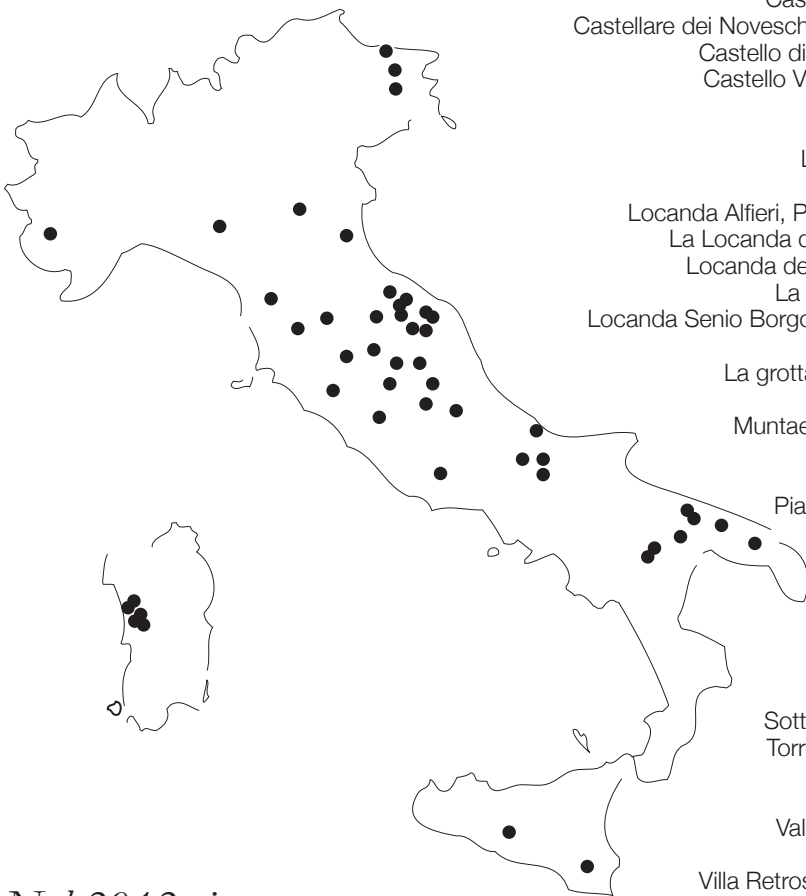 Castellare dei Novesch
Castello di
Castello V
L
Locanda Alfieri, P
La Locanda d
Locanda de
La
Locanda Senio Borgo
La grotta
Muntae
Pia
Sott
Torr
Val
Villa Retros